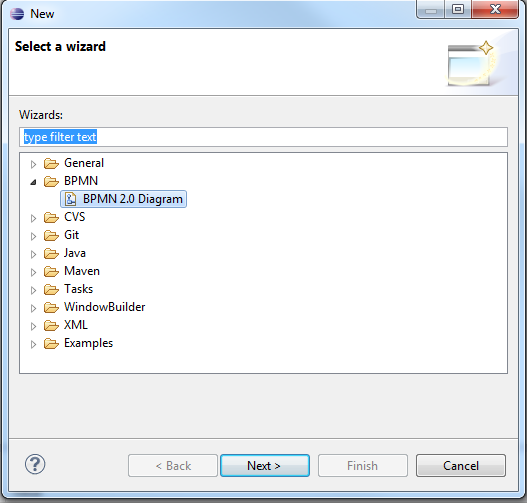 New
Select a wizard
Wizards:
type filter text
General
BPMN
BPMN 2.0 Diagram
CVS
Git
Java
Maven
Tasks
WindowBuilder
XML
Examples
?
< Back Next > Finish Cancel